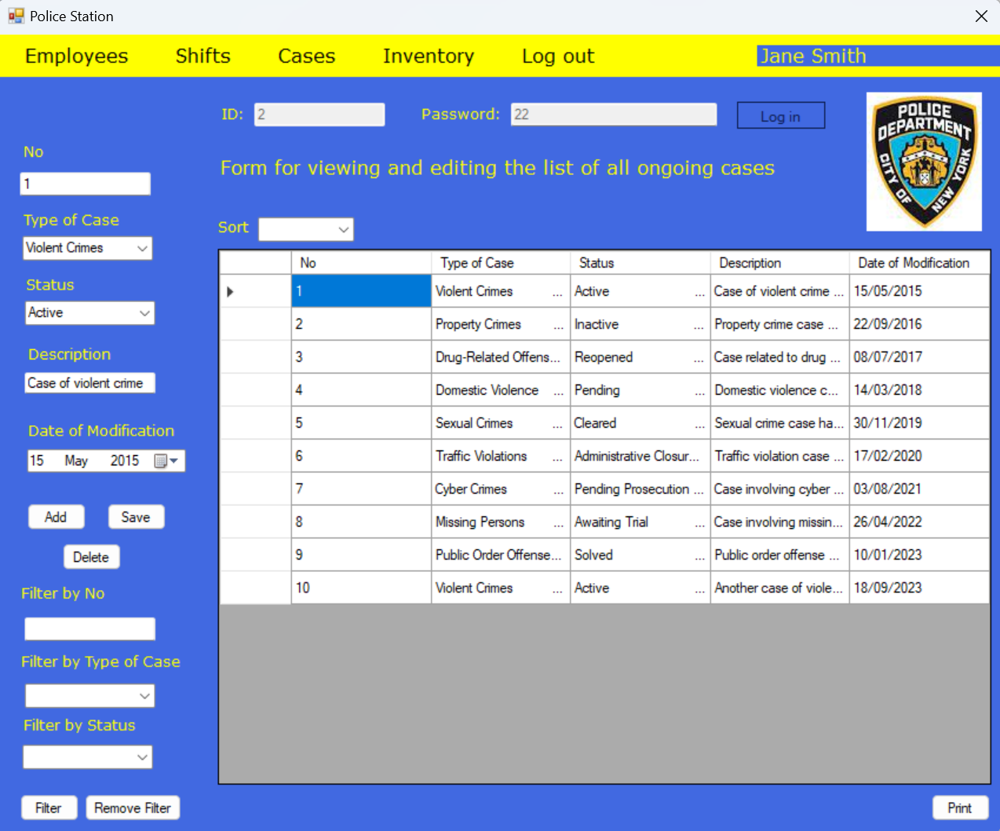 Police Station
Employees Shifts Cases Inventory Log out Jane Smith
ID: 2 Password: 22 Log in
POLICE
DEPARTMENT
CITY OF
NEW YORK
No
1
Form for viewing and editing the list of all ongoing cases
Type of Case
Violent Crimes
Sort
Status
Active
Description
Case of violent crime
Date of Modification
15 May 2015
Add Save
Delete
Filter by No
Filter by Type of Case
Filter by Status
Filter Remove Filter
No Type of Case Status Description Date of Modification
1 Violent Crimes ... Active ... Case of violent crime ... 15/05/2015
2 Property Crimes ... Inactive ... Property crime case ... 22/09/2016
3 Drug-Related Offens... Reopened ... Case related to drug ... 08/07/2017
4 Domestic Violence ... Pending ... Domestic violence c... 14/03/2018
5 Sexual Crimes ... Cleared ... Sexual crime case ha... 30/11/2019
6 Traffic Violations ... Administrative Closur... Traffic violation case ... 17/02/2020
7 Cyber Crimes ... Pending Prosecution ... Case involving cyber ... 03/08/2021
8 Missing Persons ... Awaiting Trial ... Case involving missin... 26/04/2022
9 Public Order Offense... Solved ... Public order offense ... 10/01/2023
10 Violent Crimes ... Active ... Another case of viole... 18/09/2023
Print